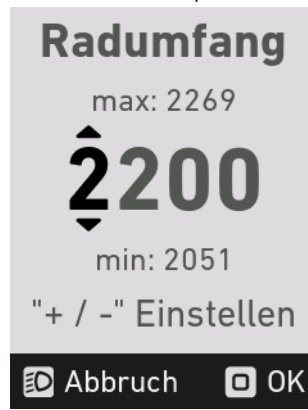 Radumfang
max: 2269
2200
min: 2051
"+ / -" Einstellen
Abbruch OK